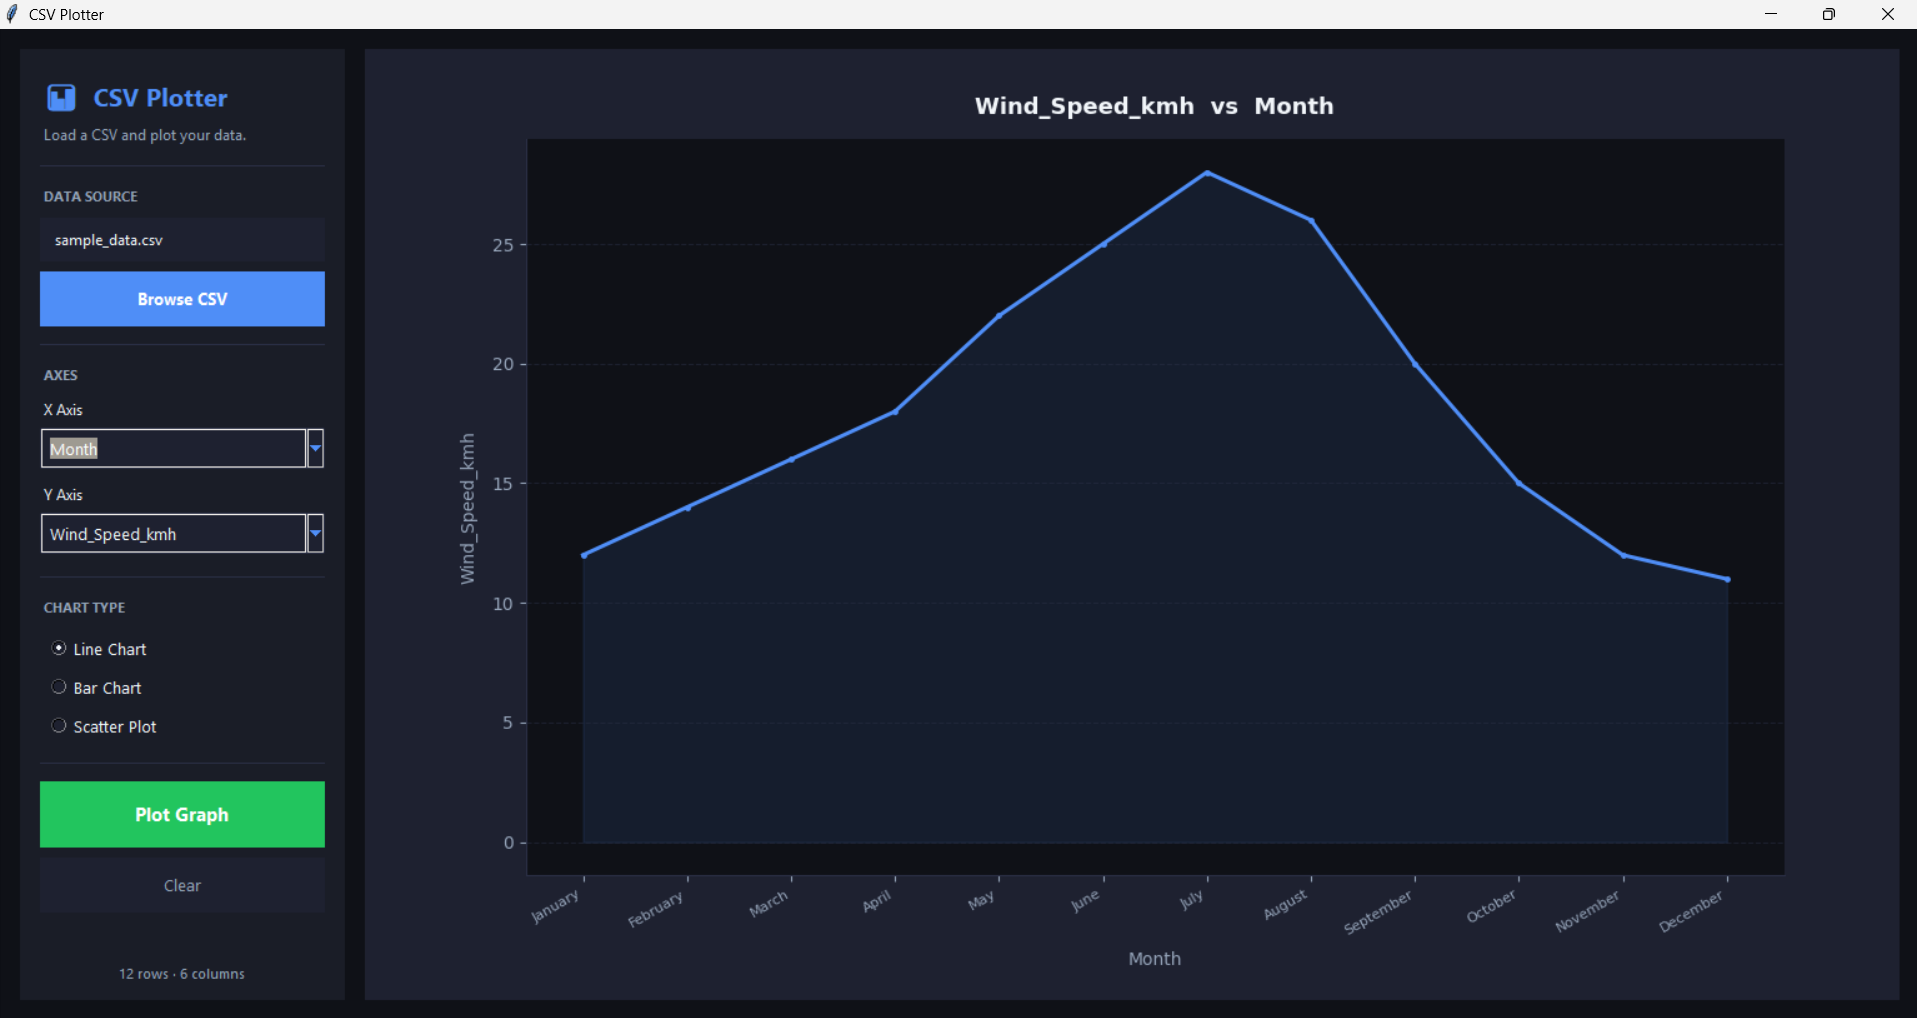 CSV Plotter
CSV Plotter
Load a CSV and plot your data.
DATA SOURCE
sample_data.csv
Browse CSV
AXES
X Axis
Month
Y Axis
Wind_Speed_kmh
CHART TYPE
Line Chart
Bar Chart
Scatter Plot
Plot Graph
Clear
12 rows · 6 columns
Wind_Speed_kmh vs Month
Wind_Speed_kmh
25
20
15
10
5
0
January
February
March
April
May
June
July
August
September
October
November
December
Month